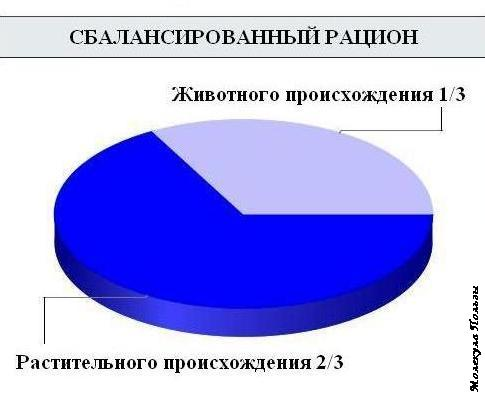 СБАЛАНСИРОВАННЫЙ РАЦИОН
Животного происхождения 1/3
Растительного происхождения 2/3
Молекула Пользы